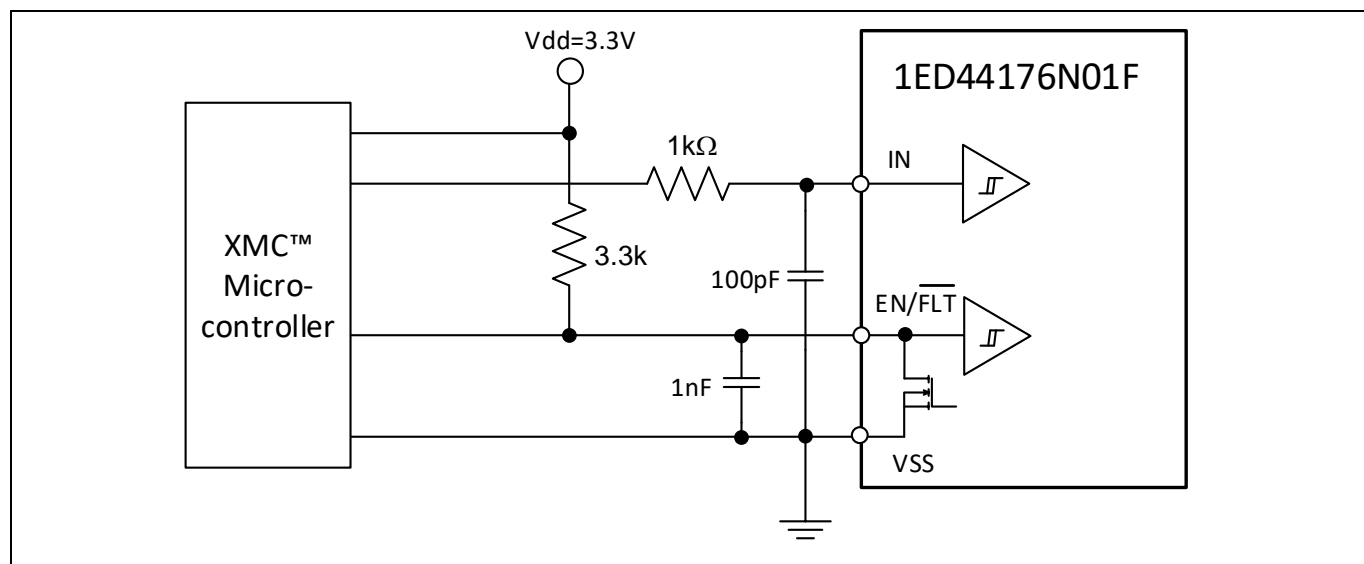 Vdd=3.3V
1ED44176N01F
1kΩ
IN
XMC™
Micro-
controller
3.3k
100pF
EN/FLT
1nF
VSS